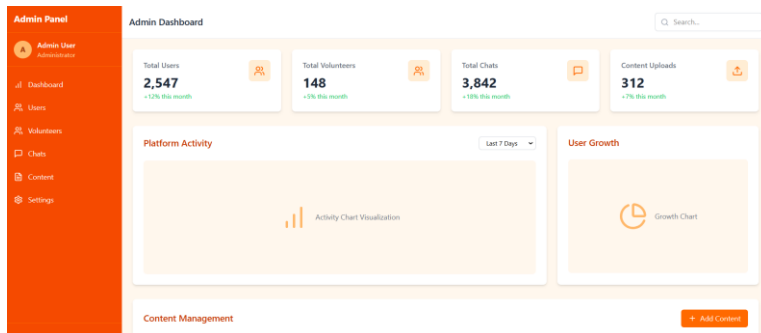 Admin Panel
A
Admin User
Administrator
Dashboard
Users
Volunteers
Chats
Content
Settings
Admin Dashboard
Search...
Total Users
2,547
+12% this month
Total Volunteers
148
+5% this month
Total Chats
3,842
+18% this month
Content Uploads
312
+7% this month
Platform Activity
Last 7 Days
Activity Chart Visualization
User Growth
Growth Chart
Content Management
+ Add Content